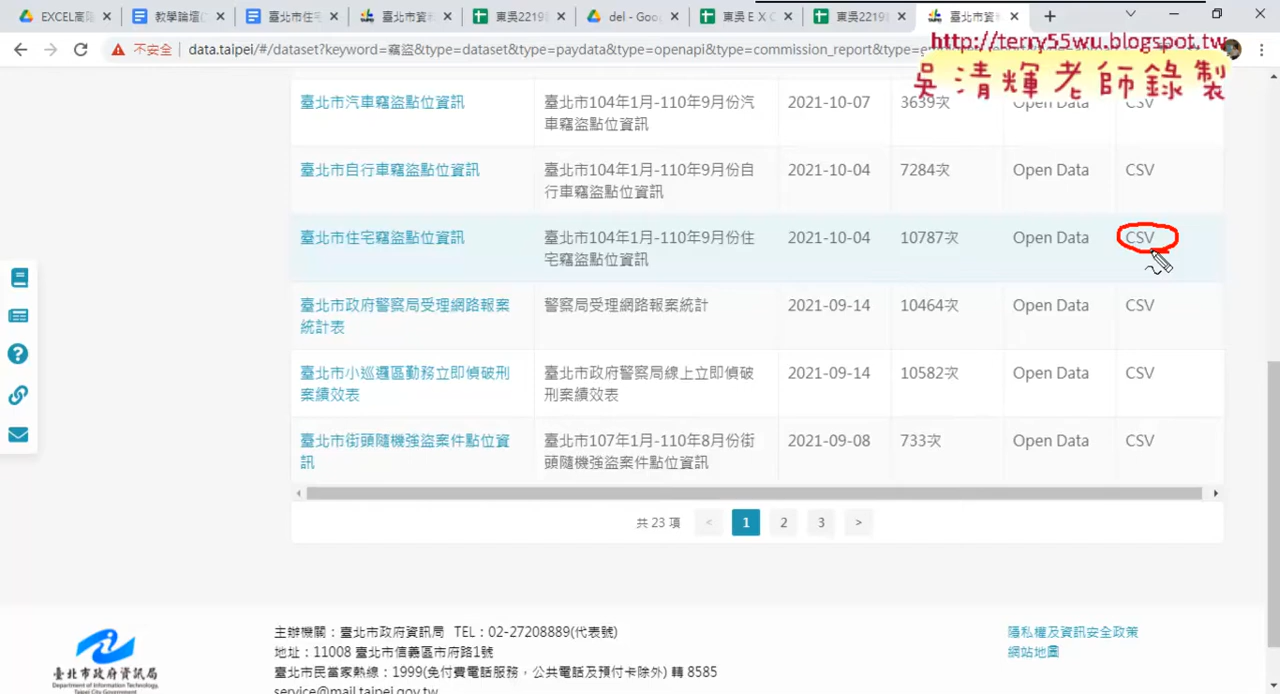 EXCEL高階
教學論壇(
臺北市住宅
臺北市資料
東吳2219
del - Goo
東吳 E X C
東吳2219
臺北市資料
不安全
data.taipei/#/dataset?keyword=竊盜&type=dataset&type=paydata&type=openapi&type=commission_report&type=
http://terry55wu.blogspot.tw
吳清輝老師錄製
臺北市汽車竊盜點位資訊
臺北市104年1月-110年9月份汽
車竊盜點位資訊
2021-10-07
3639次
Open Data
CSV
臺北市自行車竊盜點位資訊
臺北市104年1月-110年9月份自
行車竊盜點位資訊
2021-10-04
7284次
Open Data
CSV
臺北市住宅竊盜點位資訊
臺北市104年1月-110年9月份住
宅竊盜點位資訊
2021-10-04
10787次
Open Data
CSV
臺北市政府警察局受理網路報案
統計表
警察局受理網路報案統計
2021-09-14
10464次
Open Data
CSV
臺北市小巡邏區勤務立即偵破刑
案績效表
臺北市政府警察局線上立即偵破
刑案績效表
2021-09-14
10582次
Open Data
CSV
臺北市街頭隨機強盜案件點位資
訊
臺北市107年1月-110年8月份街
頭隨機強盜案件點位資訊
2021-09-08
733次
Open Data
CSV
共 23 項
<
1
2
3
>
臺北市政府資訊局
Department of Information Technology,
Taipei City Government
主辦機關：臺北市政府資訊局 TEL：02-27208889(代表號)
地址：11008 臺北市信義區市府路1號
臺北市民當家熱線：1999(免付費電話服務，公共電話及預付卡除外) 轉 8585
service@mail.taipei.gov.tw
隱私權及資訊安全政策
網站地圖